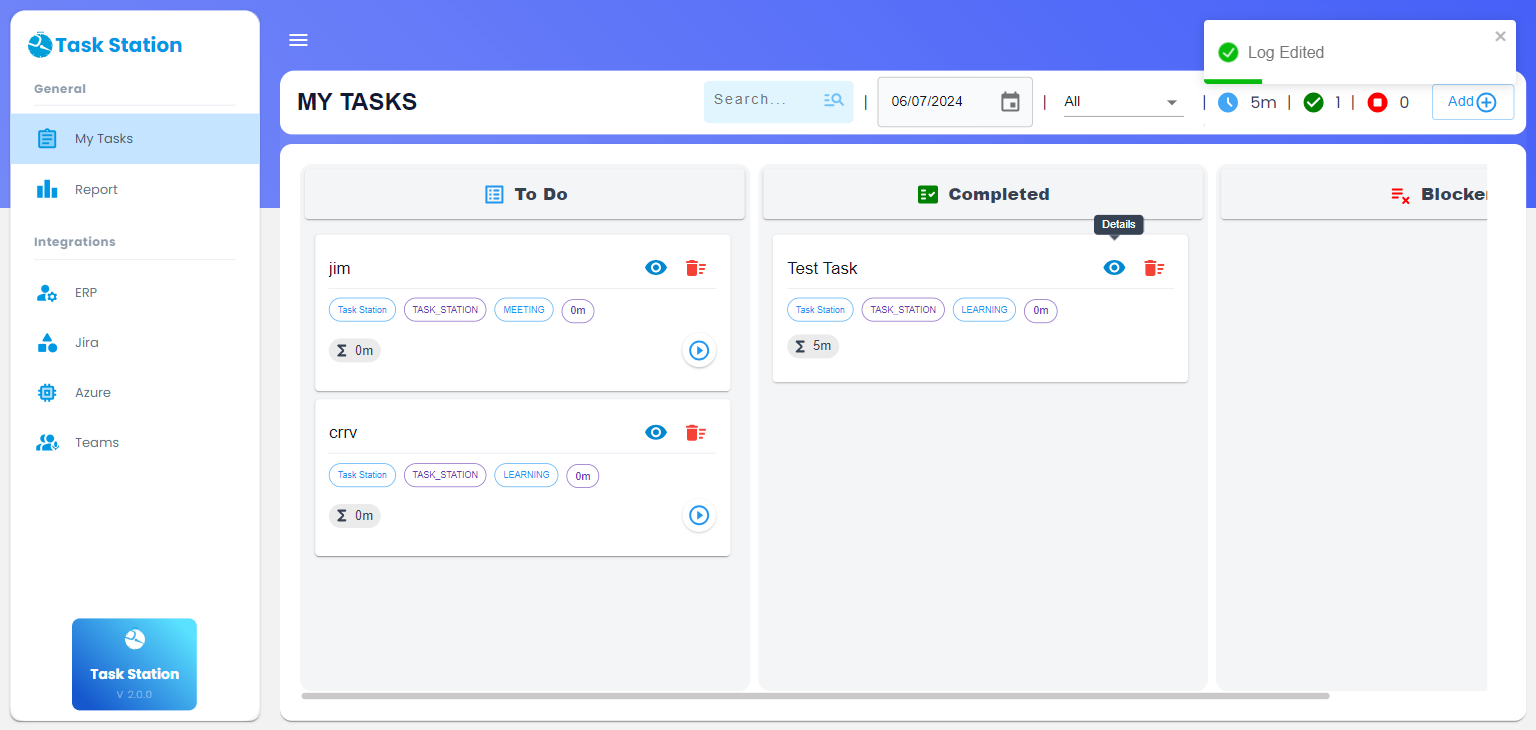 Task Station
General
My Tasks
Report
Integrations
ERP
Jira
Azure
Teams
Task Station
V 2.0.0
Log Edited
MY TASKS
Search...
|
06/07/2024
|
All
|
5m
|
1
|
0
Add
To Do
jim
Task Station
TASK_STATION
MEETING
0m
Σ 0m
crrv
Task Station
TASK_STATION
LEARNING
0m
Σ 0m
Completed
Details
Test Task
Task Station
TASK_STATION
LEARNING
0m
Σ 5m
Blocke